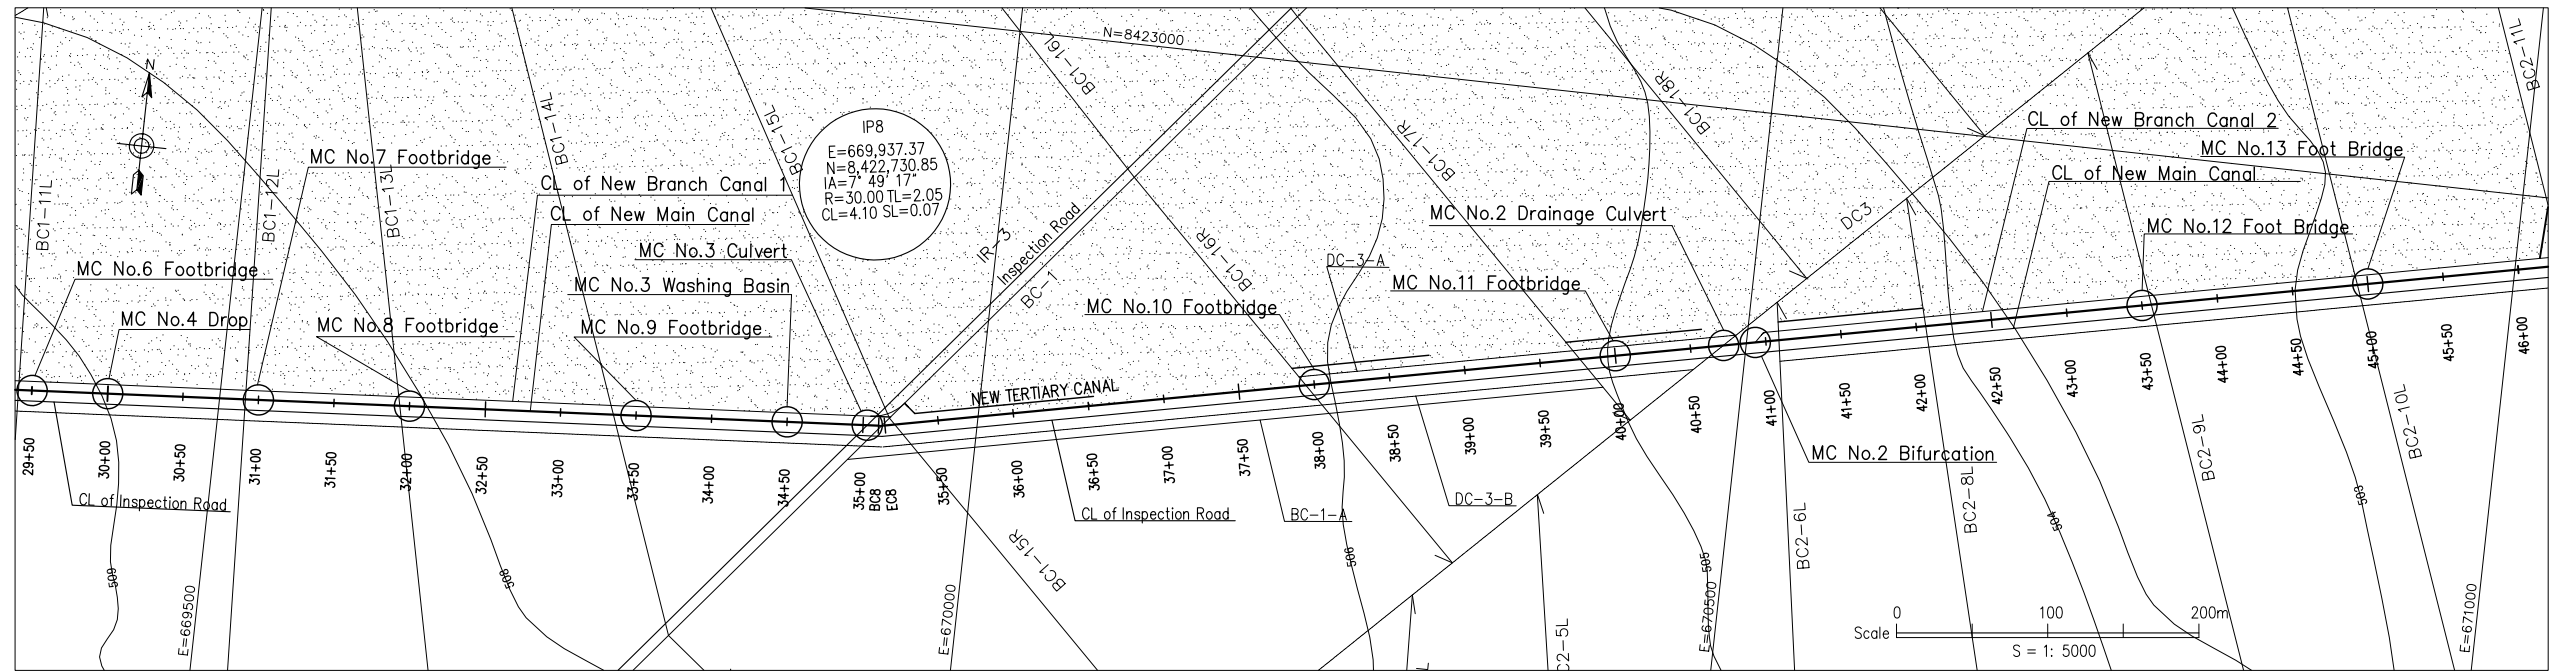 N=8423000
N
BC1-11L
BC1-12L
BC1-13L
BC1-14L
BC1-15L
BC1-16L
BC1-17R
BC1-18R
BC2-11L
MC No.7 Footbridge
CL of New Branch Canal 1
CL of New Main Canal
MC No.3 Culvert
MC No.3 Washing Basin
MC No.6 Footbridge
MC No.4 Drop
MC No.8 Footbridge
MC No.9 Footbridge
IP8
E=669,937.37
N=8,422,730.85
IA=7° 49' 17"
R=30.00 TL=2.05
CL=4.10 SL=0.07
IR-3
Inspection Road
BC-1
BC1-16R
DC-3-A
MC No.10 Footbridge
MC No.11 Footbridge
MC No.2 Drainage Culvert
DC3
CL of New Branch Canal 2
MC No.13 Foot Bridge
CL of New Main Canal
MC No.12 Foot Bridge
NEW TERTIARY CANAL
29+50
30+00
30+50
31+00
31+50
32+00
32+50
33+00
33+50
34+00
34+50
35+00
BC8
EC8
35+50
36+00
36+50
37+00
37+50
38+00
38+50
39+00
39+50
40+00
40+50
41+00
41+50
42+00
42+50
43+00
43+50
44+00
44+50
45+00
45+50
46+00
CL of Inspection Road
CL of Inspection Road
BC-1-A
DC-3-B
MC No.2 Bifurcation
BC1-15R
BC2-6L
BC2-8L
BC2-9L
BC2-10L
C2-5L
L
509
508
506
505
504
503
E=669500
E=670000
E=670500
E=671000
0 100 200m
Scale
S = 1: 5000